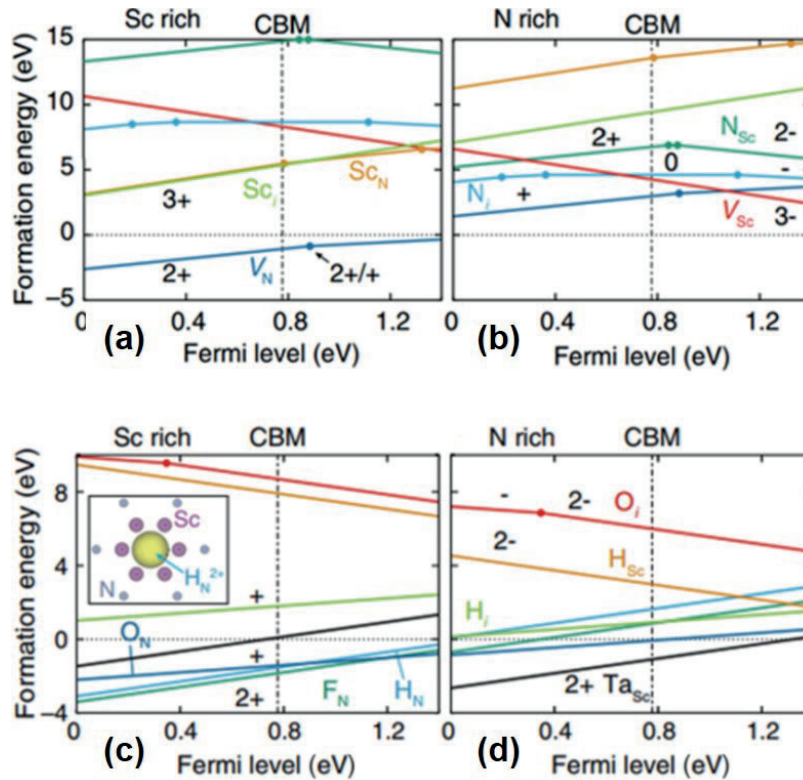 Sc rich CBM
N rich CBM
Formation energy (eV)
15
10
5
0
−5
3+
Sc_i
Sc_N
2+
V_N
2+/+
0 0.4 0.8 1.2
(a)
Fermi level (eV)
2+
N_Sc
2-
0
-
N_i
+
V_Sc
3-
0 0.4 0.8 1.2
(b)
Fermi level (eV)
Sc rich CBM
N rich CBM
Formation energy (eV)
8
4
0
−4
Sc
N
H_N^2+
+
O_N
+
2+
F_N
H_N
0 0.4 0.8 1.2
(c)
Fermi level (eV)
-
2-
O_i
2-
H_Sc
H_i
2+ Ta_Sc
0 0.4 0.8 1.2
(d)
Fermi level (eV)